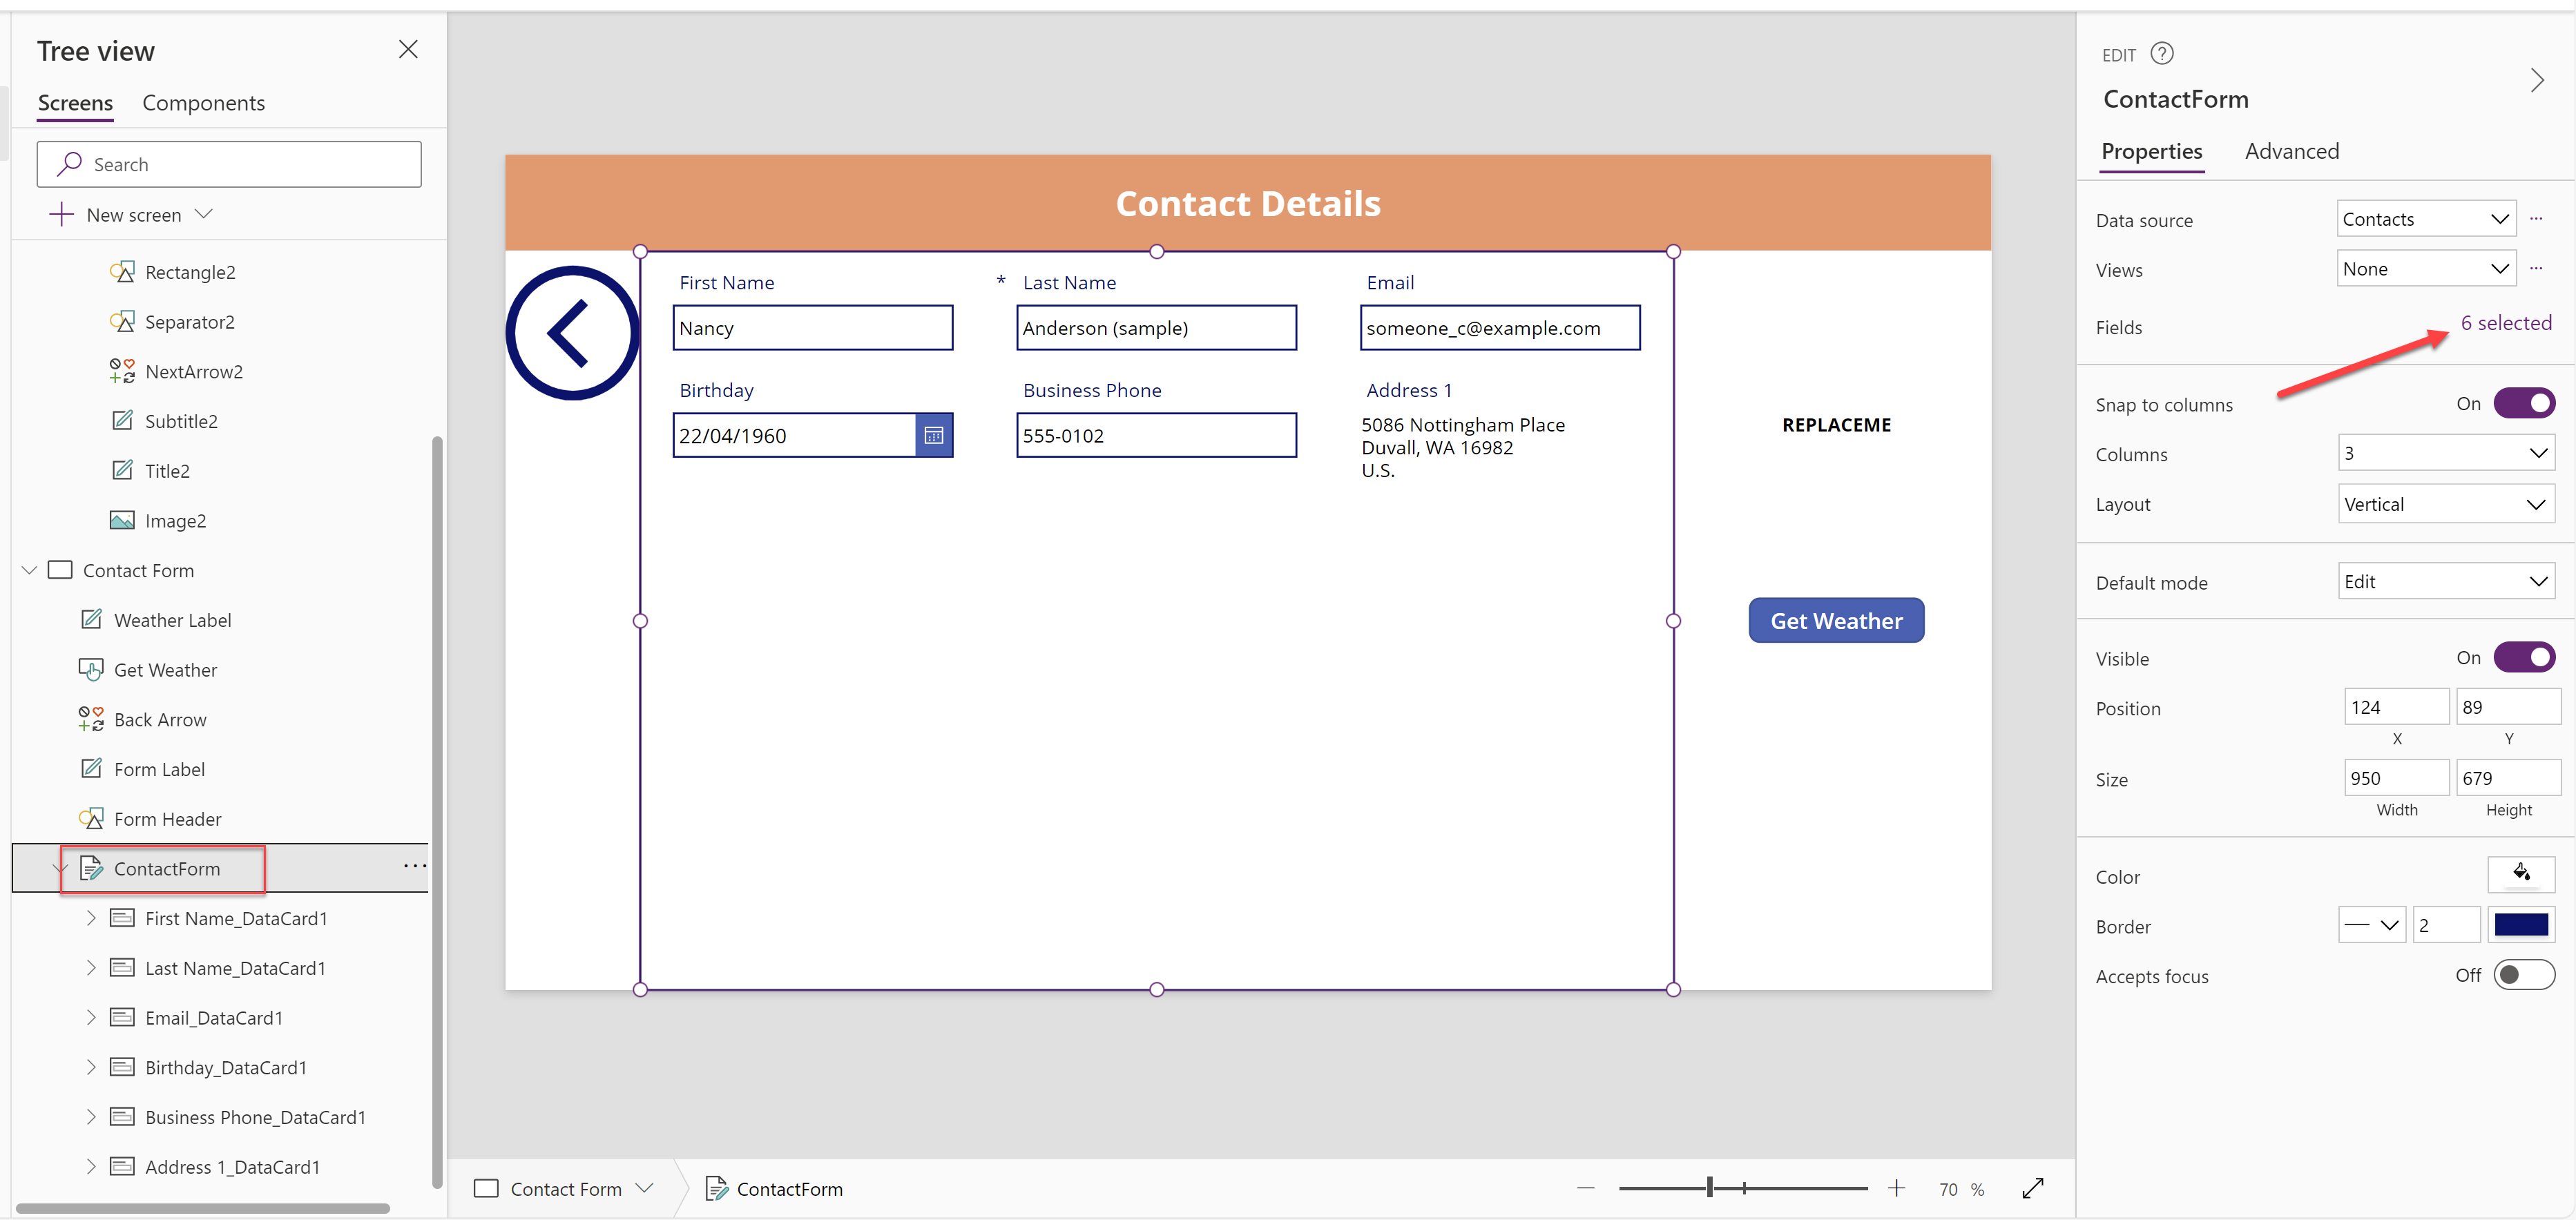 Tree view
Screens Components
Search
New screen
Rectangle2
Separator2
NextArrow2
Subtitle2
Title2
Image2
Contact Form
Weather Label
Get Weather
Back Arrow
Form Label
Form Header
ContactForm ...
First Name_DataCard1
Last Name_DataCard1
Email_DataCard1
Birthday_DataCard1
Business Phone_DataCard1
Address 1_DataCard1
Contact Details
First Name * Last Name Email
Nancy Anderson (sample) someone_c@example.com
Birthday Business Phone Address 1
22/04/1960 555-0102 5086 Nottingham Place
Duvall, WA 16982
U.S.
REPLACEME
Get Weather
Contact Form ContactForm
70 %
EDIT ?
ContactForm
Properties Advanced
Data source Contacts ...
Views None ...
Fields 6 selected
Snap to columns On
Columns 3
Layout Vertical
Default mode Edit
Visible On
Position 124 89
X Y
Size 950 679
Width Height
Color
Border 2
Accepts focus Off